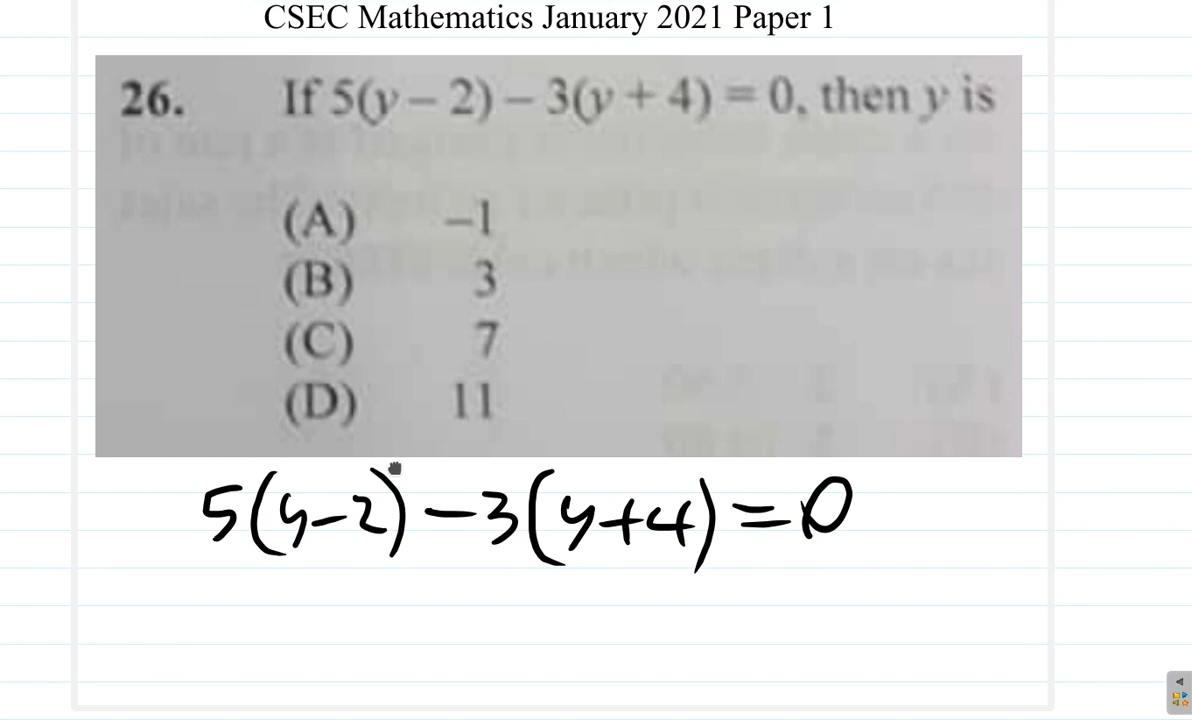 CSEC Mathematics January 2021 Paper 1
26. If 5(y – 2) – 3(y + 4) = 0, then y is
(A) –1
(B) 3
(C) 7
(D) 11
5(y-2)-3(y+4)=0